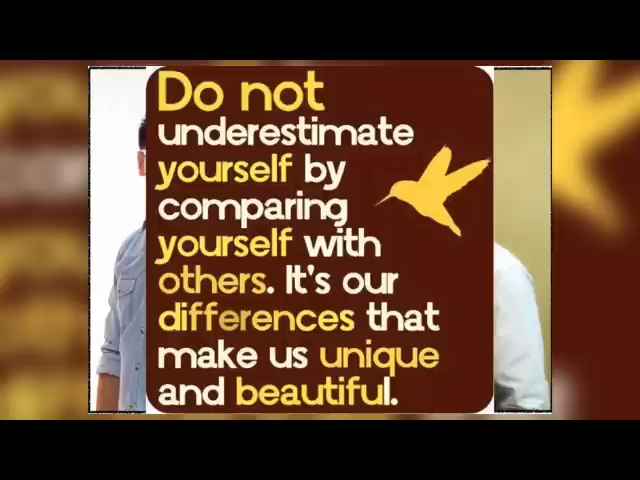 Do not
underestimate
yourself by
comparing
yourself with
others. It's our
differences that
make us unique
and beautiful.